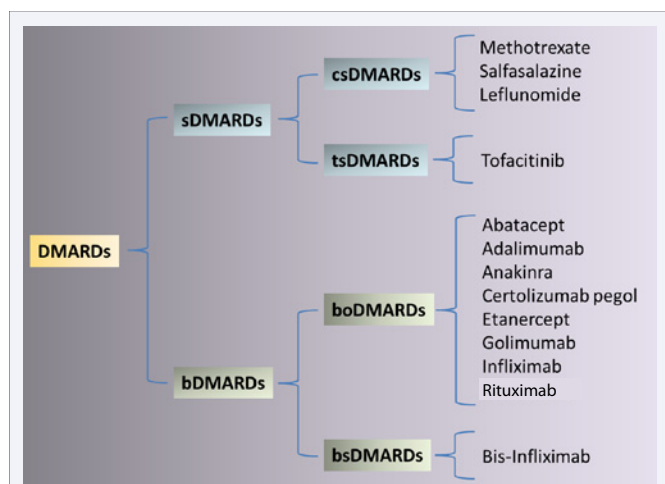 DMARDs
sDMARDs
csDMARDs
Methotrexate
Salfasalazine
Leflunomide
tsDMARDs
Tofacitinib
bDMARDs
boDMARDs
Abatacept
Adalimumab
Anakinra
Certolizumab pegol
Etanercept
Golimumab
Infliximab
Rituximab
bsDMARDs
Bis-Infliximab